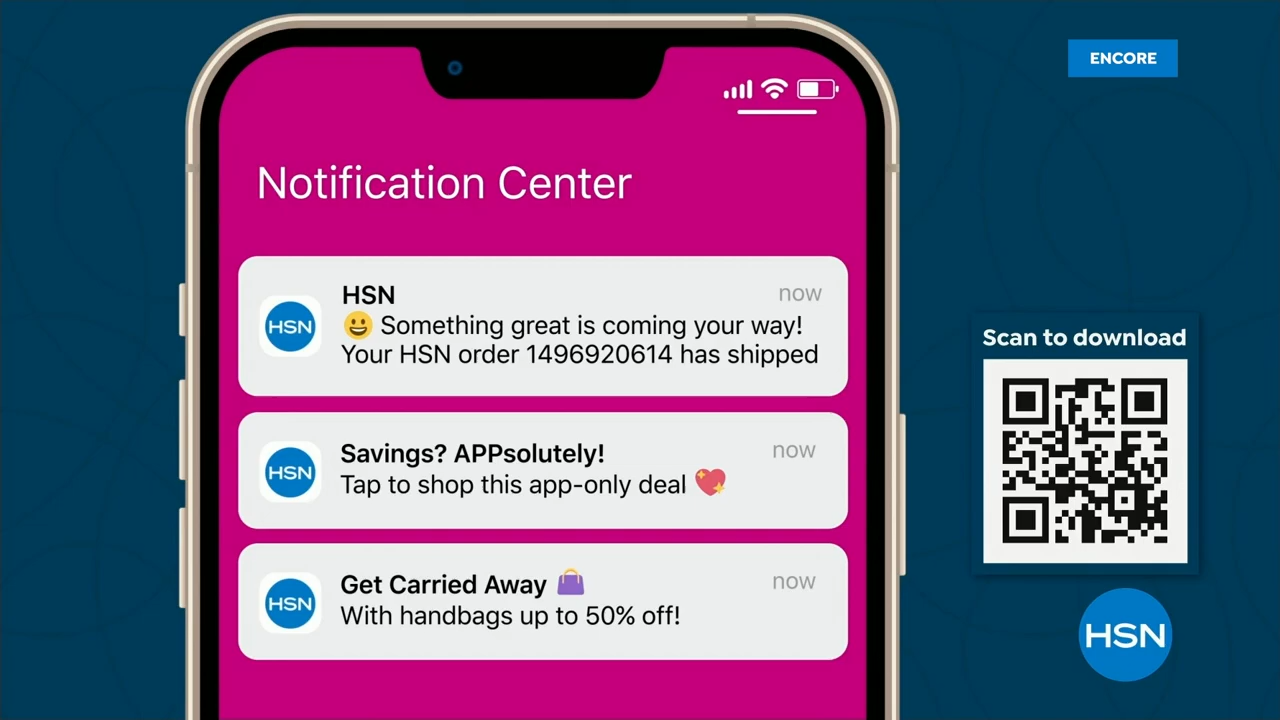 ENCORE
Notification Center
HSN
now
😀 Something great is coming your way!
Your HSN order 1496920614 has shipped
HSN
Savings? APPsolutely!
now
Tap to shop this app-only deal 💖
HSN
Get Carried Away 👜
now
With handbags up to 50% off!
HSN
Scan to download
HSN